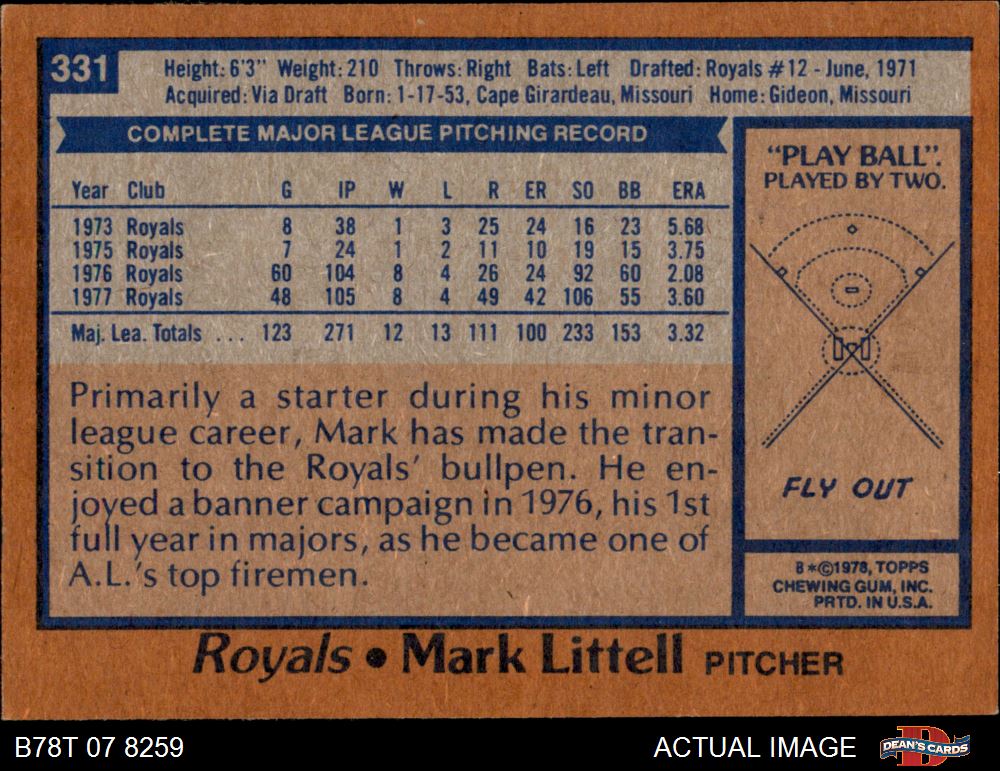 331
Height: 6'3" Weight: 210 Throws: Right Bats: Left Drafted: Royals #12 - June, 1971
Acquired: Via Draft Born: 1-17-53, Cape Girardeau, Missouri Home: Gideon, Missouri
COMPLETE MAJOR LEAGUE PITCHING RECORD
Year Club G IP W L R ER SO BB ERA
1973 Royals 8 38 1 3 25 24 16 23 5.68
1975 Royals 7 24 1 2 11 10 19 15 3.75
1976 Royals 60 104 8 4 26 24 92 60 2.08
1977 Royals 48 105 8 4 49 42 106 55 3.60
Maj. Lea. Totals ... 123 271 12 13 111 100 233 153 3.32
Primarily a starter during his minor
league career, Mark has made the tran-
sition to the Royals' bullpen. He en-
joyed a banner campaign in 1976, his 1st
full year in majors, as he became one of
A.L.'s top firemen.
"PLAY BALL".
PLAYED BY TWO.
FLY OUT
B*©1978, TOPPS
CHEWING GUM, INC.
PRTD. IN U.S.A.
Royals • Mark Littell PITCHER
B78T 07 8259
ACTUAL IMAGE
DEAN'S CARDS